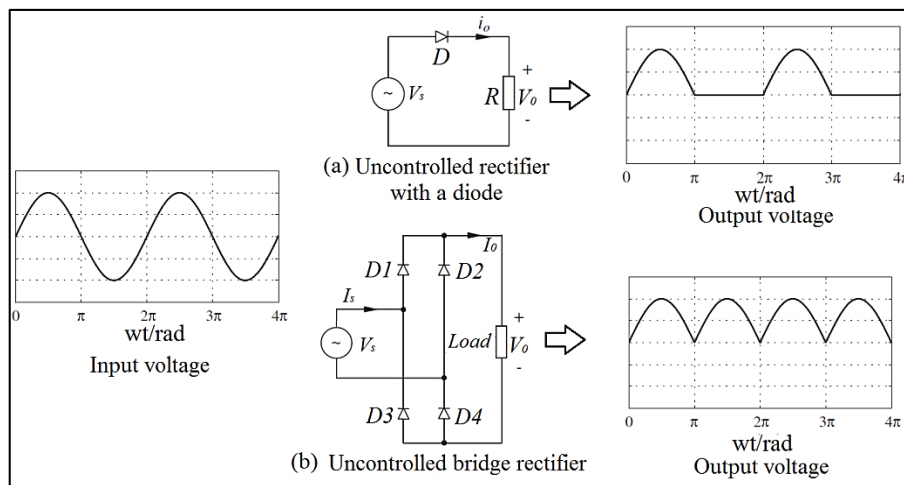 i_o
D
V_s
~
R
+
V_0
-
(a) Uncontrolled rectifier
with a diode
0 π 2π 3π 4π
wt/rad
Output voltage
0 π 2π 3π 4π
wt/rad
Input voltage
I_0
D1 D2
I_s
V_s
~
Load
+
V_0
-
D3 D4
(b) Uncontrolled bridge rectifier
0 π 2π 3π 4π
wt/rad
Output voltage